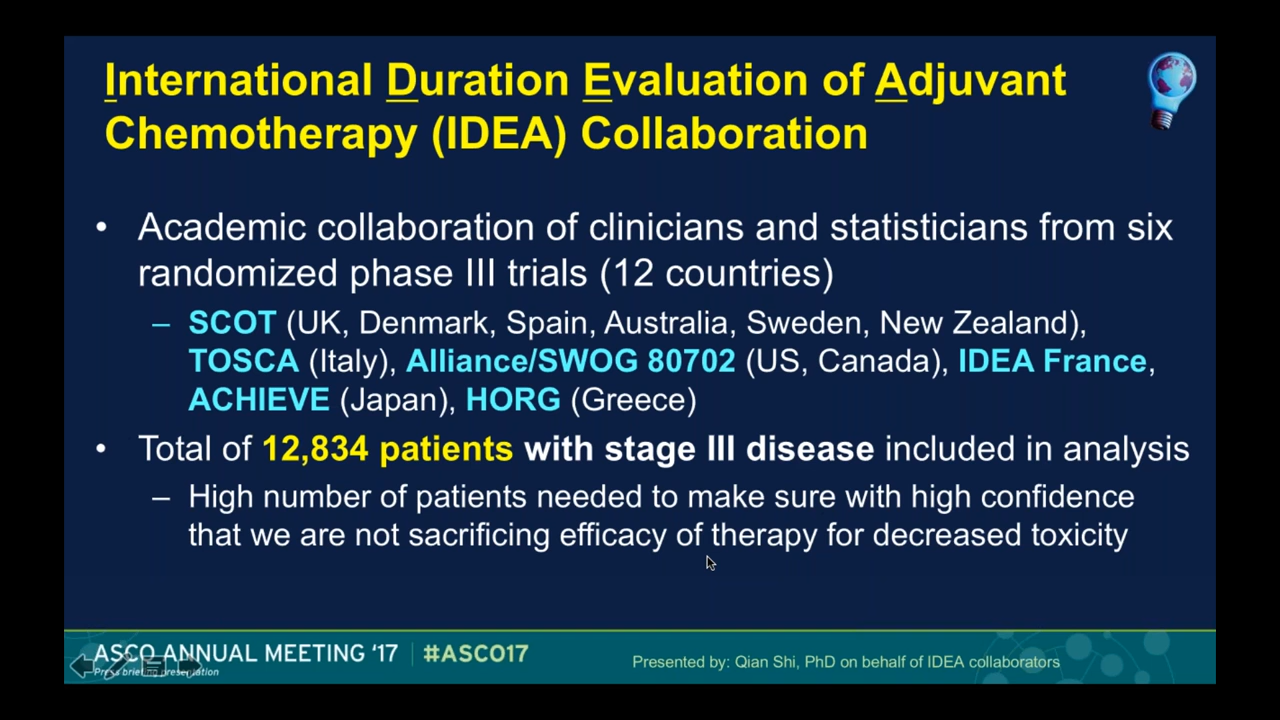 International Duration Evaluation of Adjuvant
Chemotherapy (IDEA) Collaboration
• Academic collaboration of clinicians and statisticians from six
randomized phase III trials (12 countries)
– SCOT (UK, Denmark, Spain, Australia, Sweden, New Zealand),
TOSCA (Italy), Alliance/SWOG 80702 (US, Canada), IDEA France,
ACHIEVE (Japan), HORG (Greece)
• Total of 12,834 patients with stage III disease included in analysis
– High number of patients needed to make sure with high confidence
that we are not sacrificing efficacy of therapy for decreased toxicity
ASCO ANNUAL MEETING ‘17 | #ASCO17
Press briefing presentation
Presented by: Qian Shi, PhD on behalf of IDEA collaborators